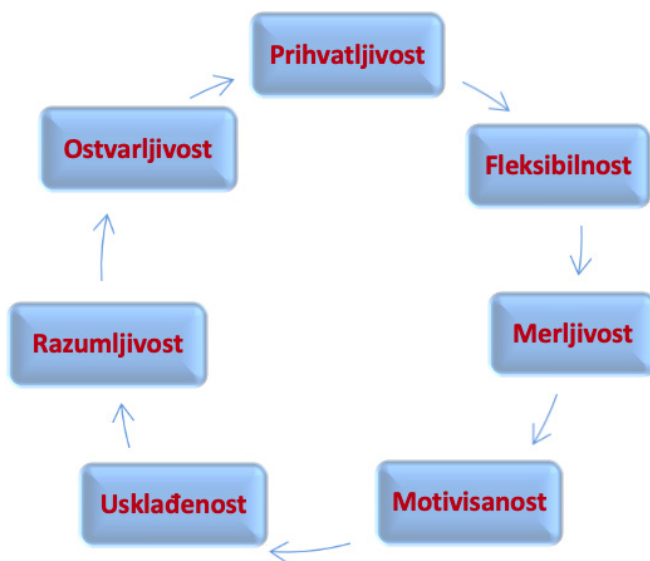 Prihvatljivost
Fleksibilnost
Merljivost
Motivisanost
Usklađenost
Razumljivost
Ostvarljivost